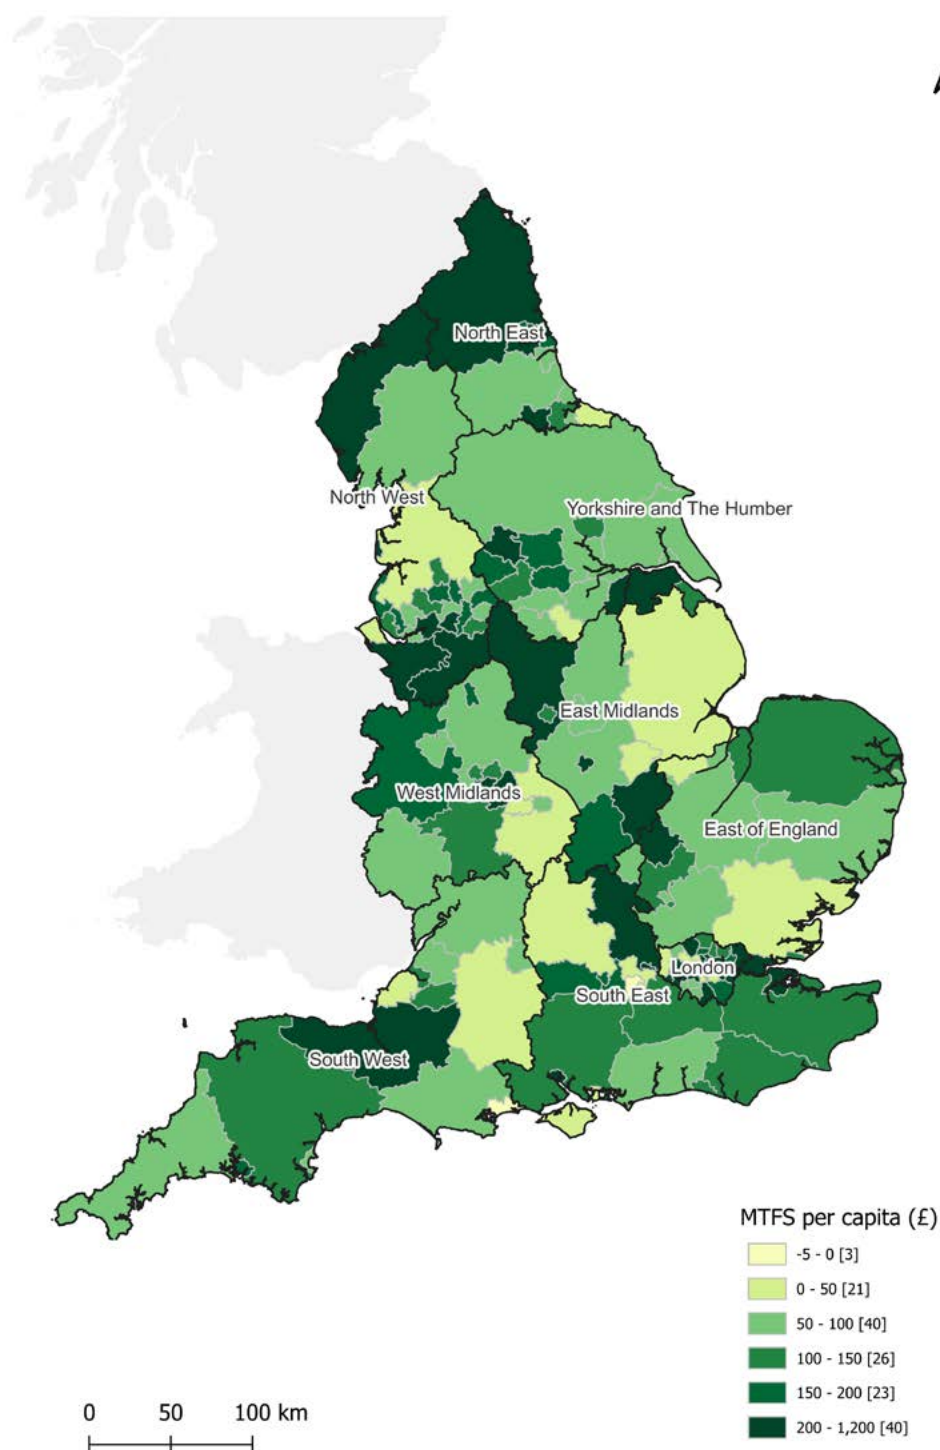 North East
North West
Yorkshire and The Humber
East Midlands
West Midlands
East of England
London
South East
South West
MTFS per capita (£)
-5 - 0 [3]
0 - 50 [21]
50 - 100 [40]
100 - 150 [26]
150 - 200 [23]
200 - 1,200 [40]
0 50 100 km